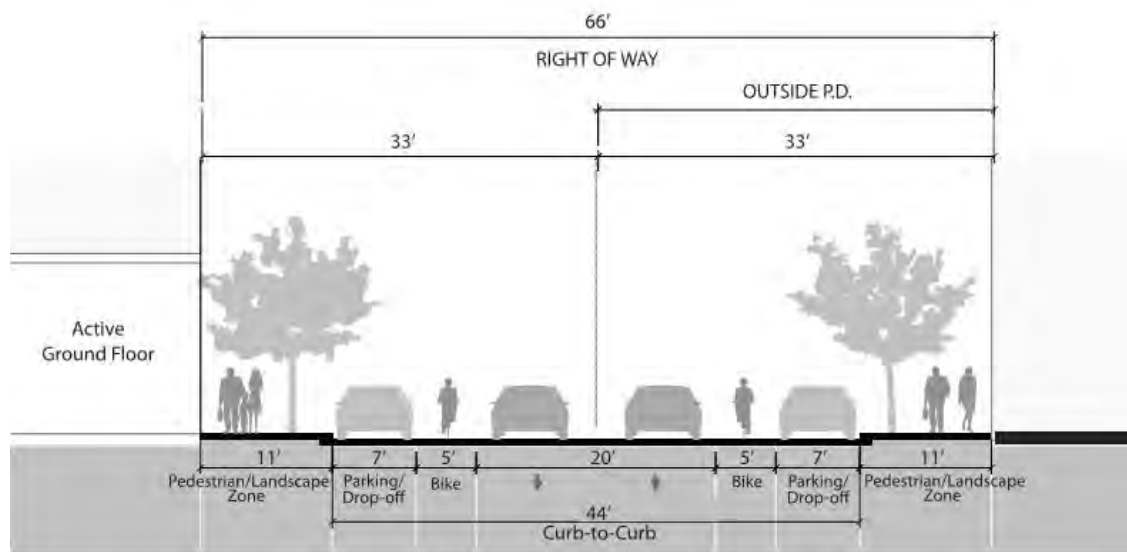 66'
RIGHT OF WAY
OUTSIDE P.D.
33'
33'
Active
Ground Floor
11'
7'
5'
20'
5'
7'
11'
Pedestrian/Landscape
Zone
Parking/
Drop-off
Bike
Bike
Parking/
Drop-off
Pedestrian/Landscape
Zone
44'
Curb-to-Curb